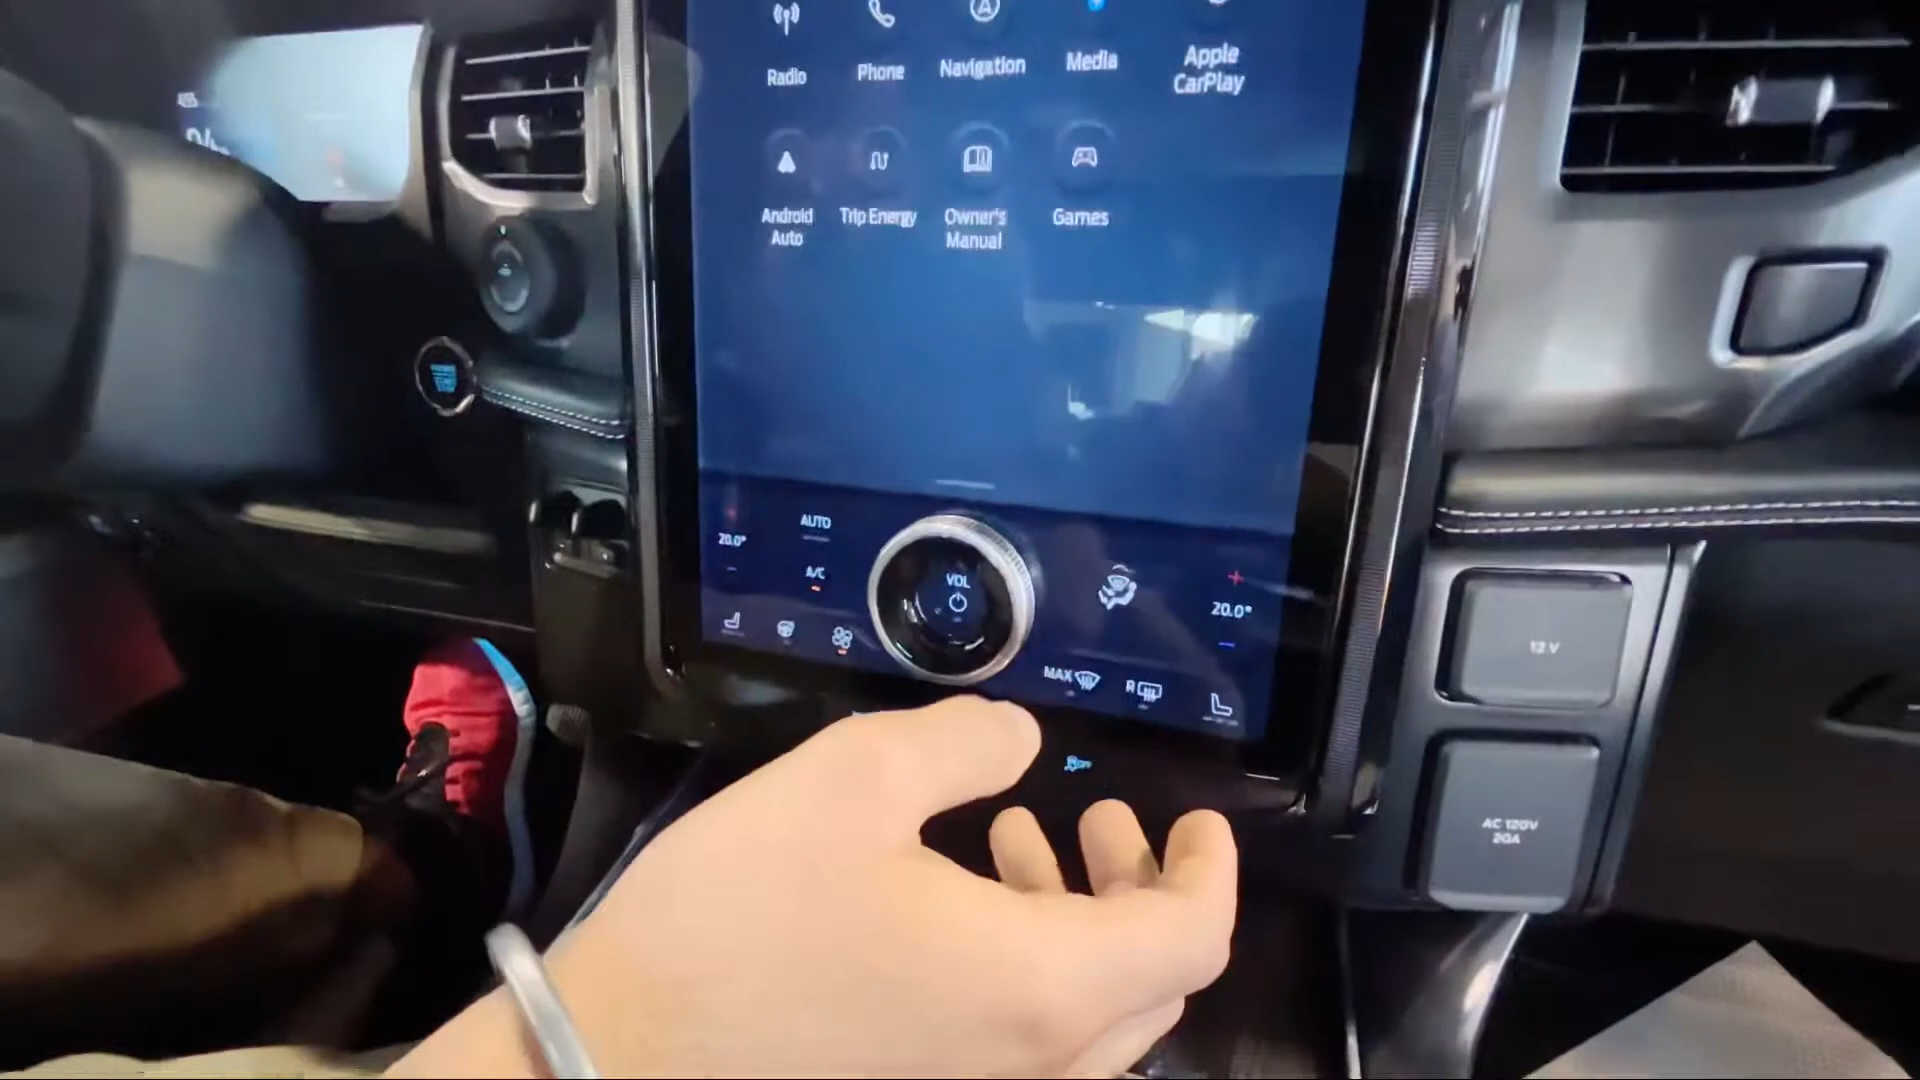 Radio
Phone
Navigation
Media
Apple
CarPlay
Android
Auto
Trip Energy
Owner's
Manual
Games
20.0°
AUTO
A/C
VOL
20.0°
MAX
R
12 V
AC 120V
20A
OFF